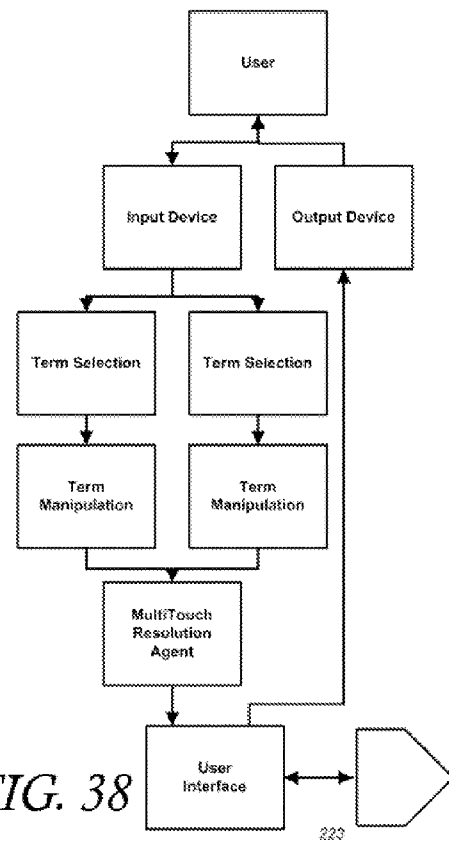 User
Input Device
Output Device
Term Selection
Term Selection
Term
Manipulation
Term
Manipulation
MultiTouch
Resolution
Agent
User
Interface
FIG. 38
223